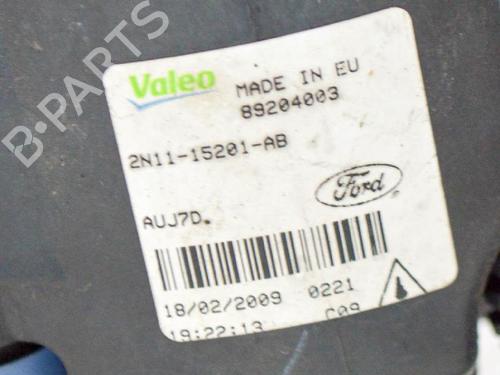 B-PARTS
Valeo
MADE IN EU
89204003
2N11-15201-AB
Ford
AUJ7D.
18/02/2009 0221
19:22:13 C09